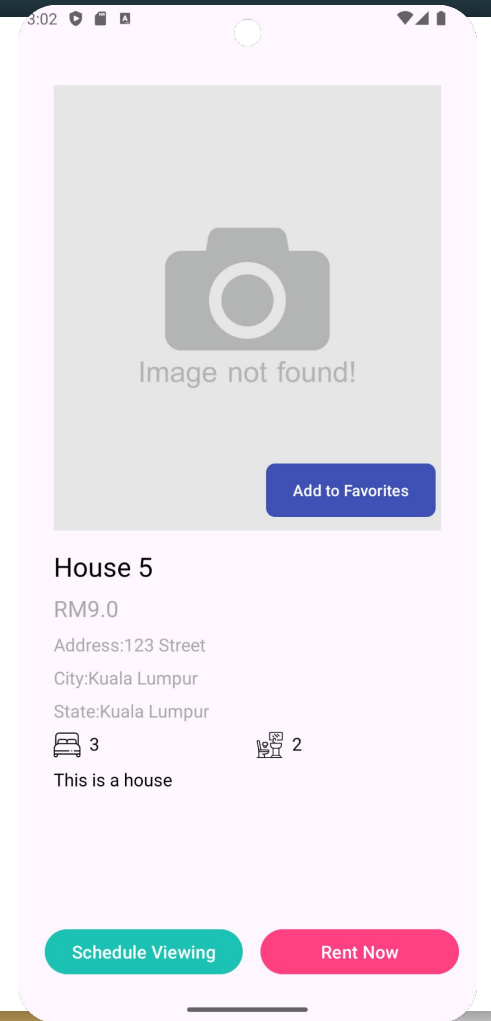 3:02
A
Image not found!
Add to Favorites
House 5
RM9.0
Address:123 Street
City:Kuala Lumpur
State:Kuala Lumpur
3 2
This is a house
Schedule Viewing Rent Now